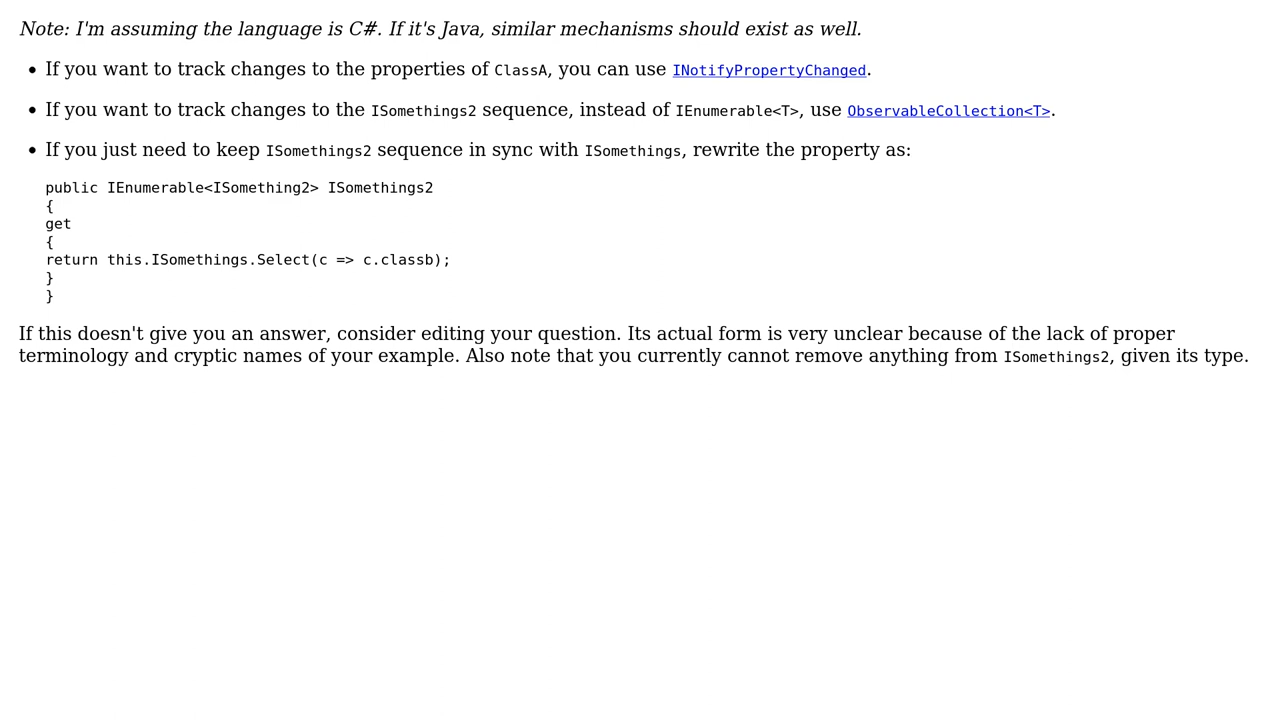 Note: I'm assuming the language is C#. If it's Java, similar mechanisms should exist as well.
• If you want to track changes to the properties of ClassA, you can use INotifyPropertyChanged.
• If you want to track changes to the ISomethings2 sequence, instead of IEnumerable<T>, use ObservableCollection<T>.
• If you just need to keep ISomethings2 sequence in sync with ISomethings, rewrite the property as:
public IEnumerable<ISomething2> ISomethings2
{
get
{
return this.ISomethings.Select(c => c.classb);
}
}
If this doesn't give you an answer, consider editing your question. Its actual form is very unclear because of the lack of proper
terminology and cryptic names of your example. Also note that you currently cannot remove anything from ISomethings2, given its type.